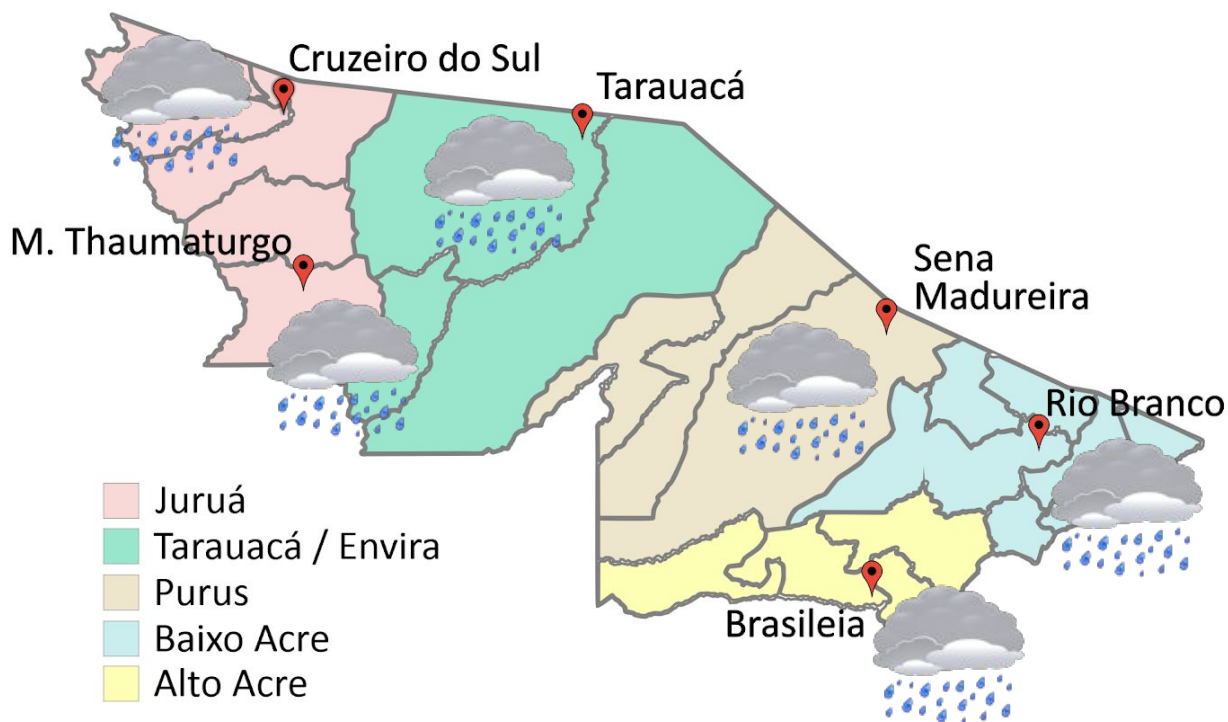 Cruzeiro do Sul
Tarauacá
M. Thaumaturgo
Sena
Madureira
Rio Branco
Brasileia
Juruá
Tarauacá / Envira
Purus
Baixo Acre
Alto Acre